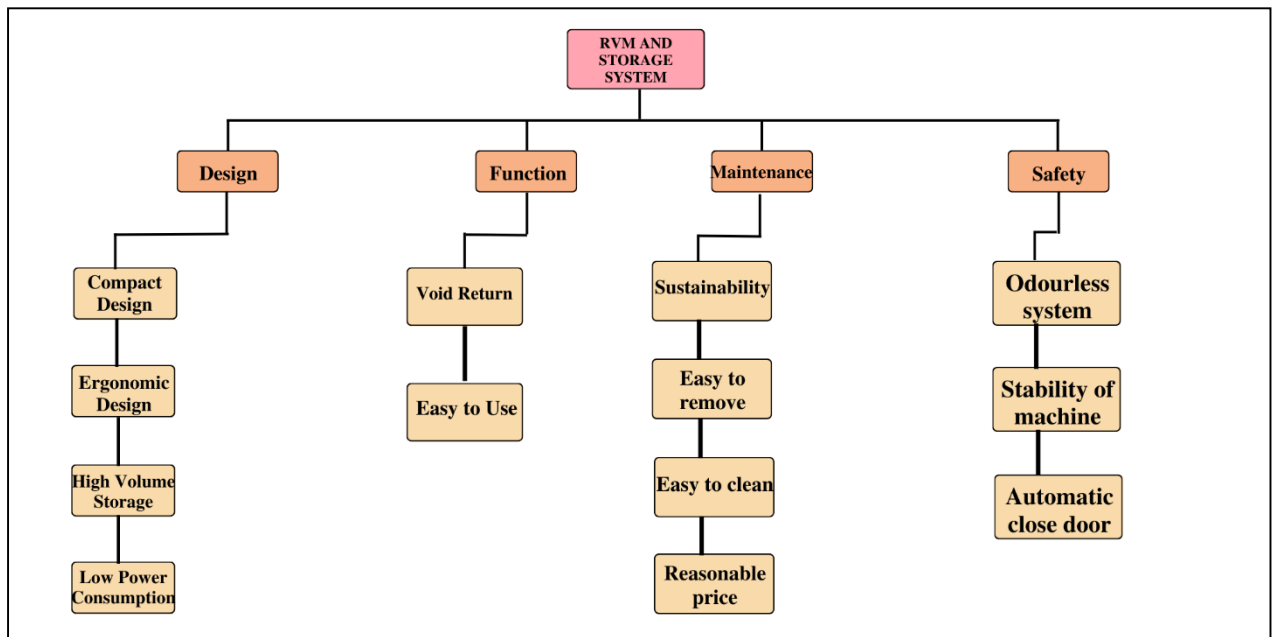 RVM AND
STORAGE
SYSTEM
Design
Function
Maintenance
Safety
Compact
Design
Ergonomic
Design
High Volume
Storage
Low Power
Consumption
Void Return
Easy to Use
Sustainability
Easy to
remove
Easy to clean
Reasonable
price
Odourless
system
Stability of
machine
Automatic
close door